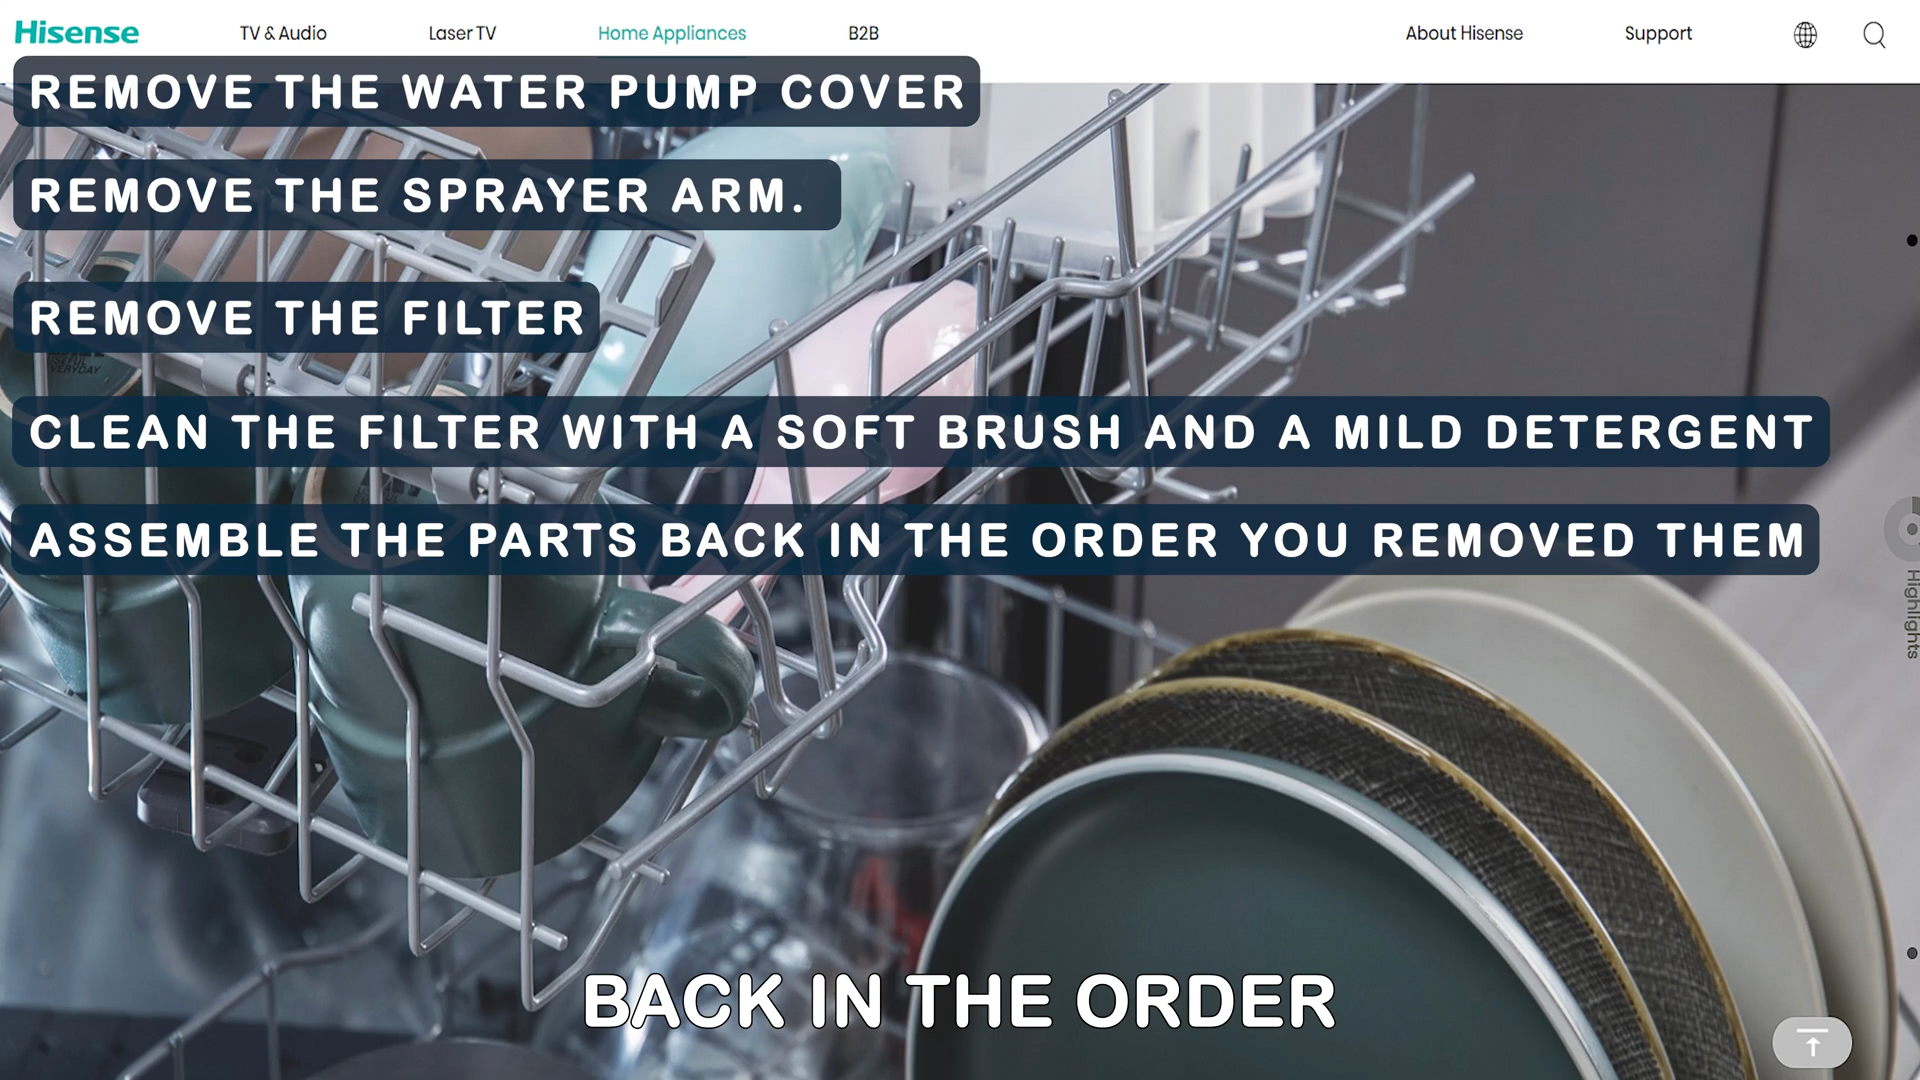 Hisense
TV & Audio
Laser TV
Home Appliances
B2B
About Hisense
Support
REMOVE THE WATER PUMP COVER
REMOVE THE SPRAYER ARM.
REMOVE THE FILTER
CLEAN THE FILTER WITH A SOFT BRUSH AND A MILD DETERGENT
ASSEMBLE THE PARTS BACK IN THE ORDER YOU REMOVED THEM
Highlights
BACK IN THE ORDER